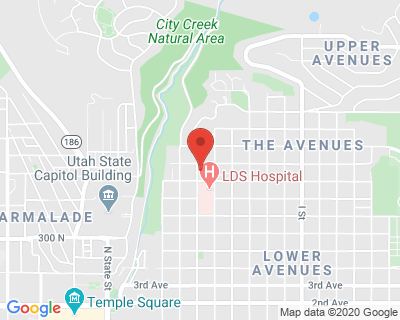 City Creek
Natural Area
UPPER
AVENUES
186
THE AVENUES
Utah State
Capitol Building
H
LDS Hospital
ARMALADE
300 N
N State St
I St
LOWER
AVENUES
3rd Ave
3rd Ave
Temple Square
1st Ave
Google
Map data ©2020 Google